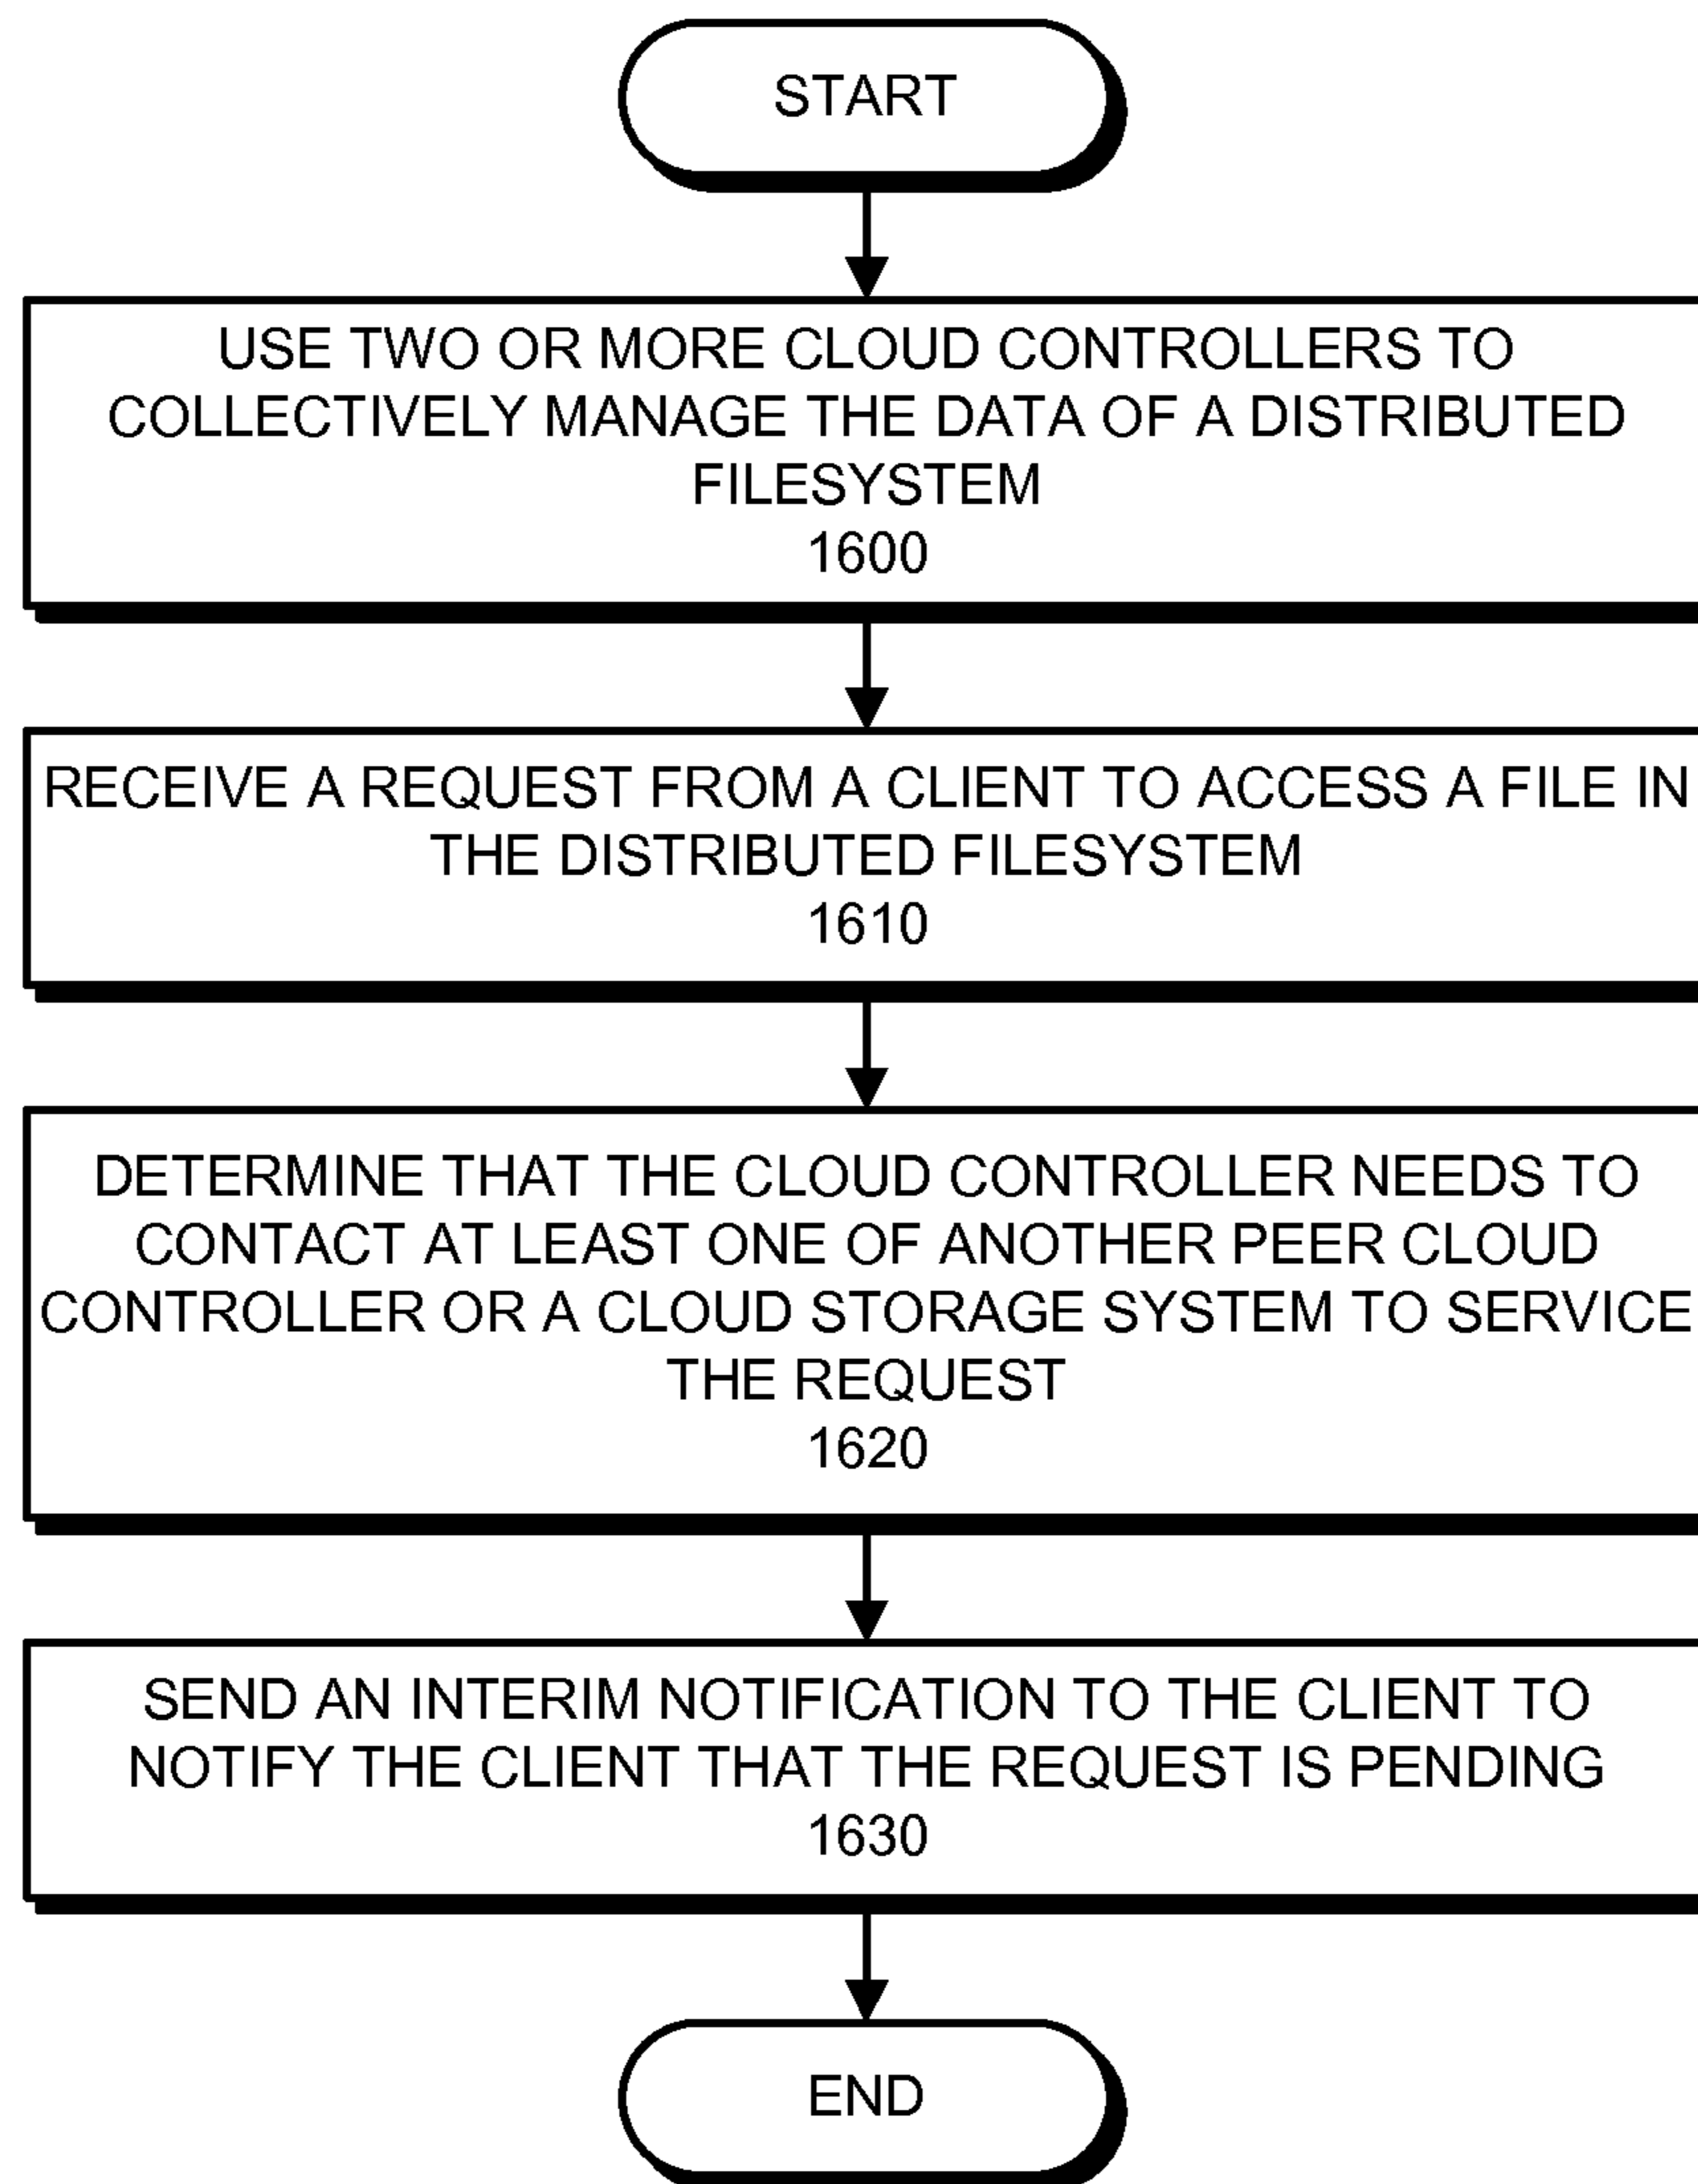 START
USE TWO OR MORE CLOUD CONTROLLERS TO
COLLECTIVELY MANAGE THE DATA OF A DISTRIBUTED
FILESYSTEM
1600
RECEIVE A REQUEST FROM A CLIENT TO ACCESS A FILE IN
THE DISTRIBUTED FILESYSTEM
1610
DETERMINE THAT THE CLOUD CONTROLLER NEEDS TO
CONTACT AT LEAST ONE OF ANOTHER PEER CLOUD
CONTROLLER OR A CLOUD STORAGE SYSTEM TO SERVICE
THE REQUEST
1620
SEND AN INTERIM NOTIFICATION TO THE CLIENT TO
NOTIFY THE CLIENT THAT THE REQUEST IS PENDING
1630
END